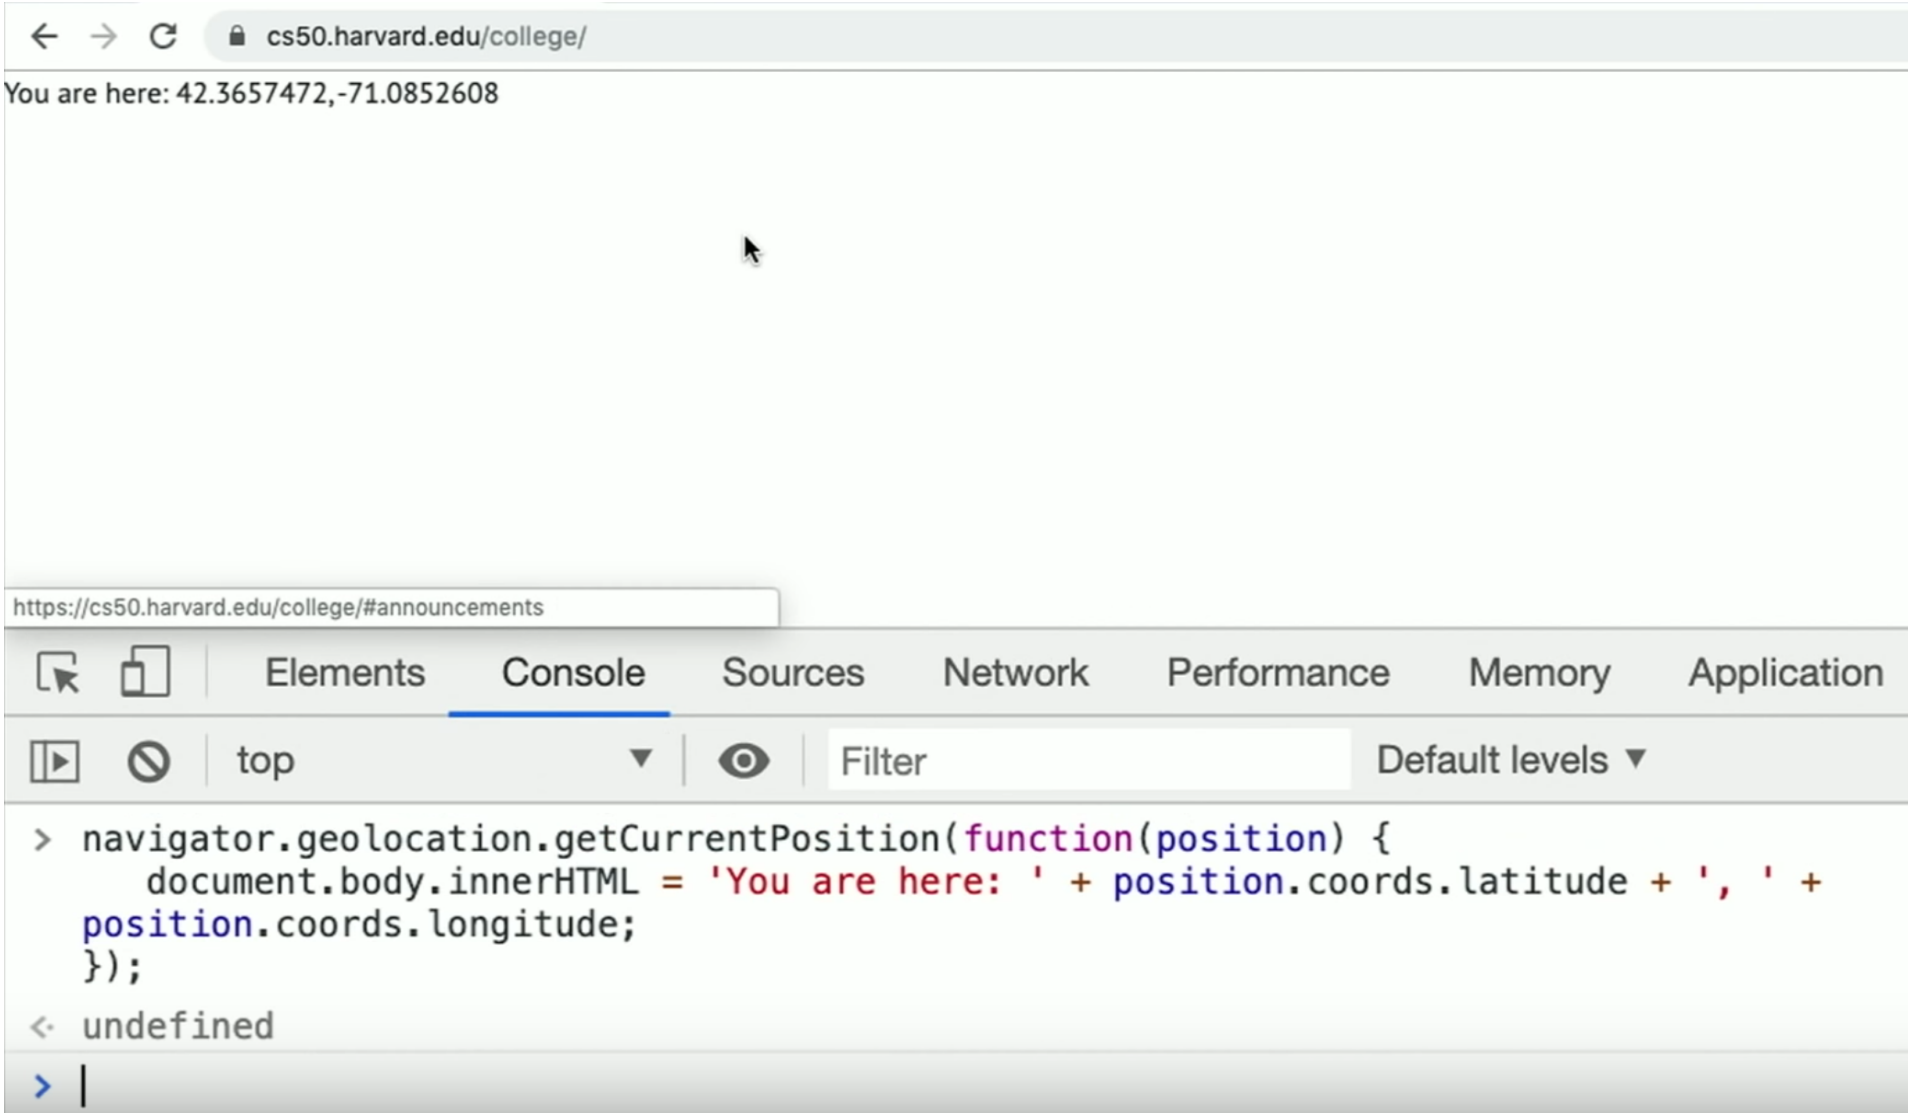 cs50.harvard.edu/college/
You are here: 42.3657472,-71.0852608
https://cs50.harvard.edu/college/#announcements
Elements Console Sources Network Performance Memory Application
top ▼ Filter Default levels ▼
> navigator.geolocation.getCurrentPosition(function(position) {
document.body.innerHTML = 'You are here: ' + position.coords.latitude + ', ' +
position.coords.longitude;
});
undefined
>